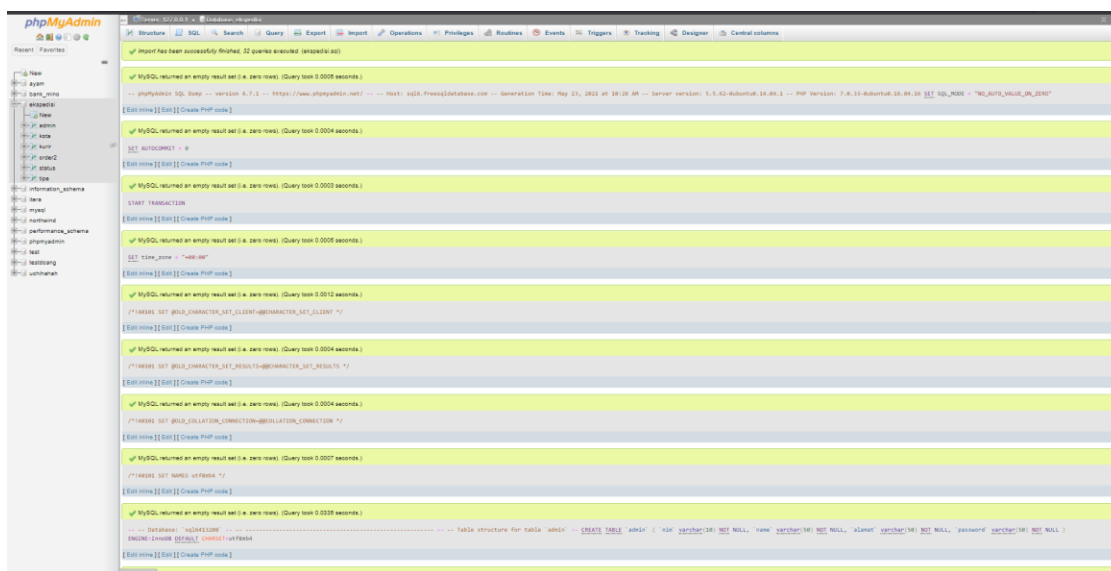 phpMyAdmin
Server: 127.0.0.1 » Database: ekspedisi
Recent Favorites
Structure SQL Search Query Export Import Operations Privileges Routines Events Triggers Tracking Designer Central columns
New
ayam
bank_mino
ekspedisi
New
admin
kota
kurir
order2
status
tipe
information_schema
itera
mysql
northwind
performance_schema
phpmyadmin
test
testdoang
uchihahah
Import has been successfully finished, 32 queries executed. (ekspedisi.sql)
MySQL returned an empty result set (i.e. zero rows). (Query took 0.0006 seconds.)
-- phpMyAdmin SQL Dump -- version 4.7.1 -- https://www.phpmyadmin.net/ -- -- Host: sql6.freesqldatabase.com -- Generation Time: May 23, 2021 at 10:28 AM -- Server version: 5.5.62-0ubuntu0.14.04.1 -- PHP Version: 7.0.33-0ubuntu0.16.04.16 SET SQL_MODE = "NO_AUTO_VALUE_ON_ZERO"
[ Edit inline ] [ Edit ] [ Create PHP code ]
MySQL returned an empty result set (i.e. zero rows). (Query took 0.0004 seconds.)
SET AUTOCOMMIT = 0
[ Edit inline ] [ Edit ] [ Create PHP code ]
MySQL returned an empty result set (i.e. zero rows). (Query took 0.0003 seconds.)
START TRANSACTION
[ Edit inline ] [ Edit ] [ Create PHP code ]
MySQL returned an empty result set (i.e. zero rows). (Query took 0.0006 seconds.)
SET time_zone = "+00:00"
[ Edit inline ] [ Edit ] [ Create PHP code ]
MySQL returned an empty result set (i.e. zero rows). (Query took 0.0012 seconds.)
/*!40101 SET @OLD_CHARACTER_SET_CLIENT=@@CHARACTER_SET_CLIENT */
[ Edit inline ] [ Edit ] [ Create PHP code ]
MySQL returned an empty result set (i.e. zero rows). (Query took 0.0004 seconds.)
/*!40101 SET @OLD_CHARACTER_SET_RESULTS=@@CHARACTER_SET_RESULTS */
[ Edit inline ] [ Edit ] [ Create PHP code ]
MySQL returned an empty result set (i.e. zero rows). (Query took 0.0004 seconds.)
/*!40101 SET @OLD_COLLATION_CONNECTION=@@COLLATION_CONNECTION */
[ Edit inline ] [ Edit ] [ Create PHP code ]
MySQL returned an empty result set (i.e. zero rows). (Query took 0.0007 seconds.)
/*!40101 SET NAMES utf8mb4 */
[ Edit inline ] [ Edit ] [ Create PHP code ]
MySQL returned an empty result set (i.e. zero rows). (Query took 0.0336 seconds.)
-- -- Database: `sql6413200` -- -- -------------------------------------------------------- -- -- Table structure for table `admin` -- CREATE TABLE `admin` ( `nim` varchar(10) NOT NULL, `name` varchar(50) NOT NULL, `alamat` varchar(50) NOT NULL, `password` varchar(50) NOT NULL )
ENGINE=InnoDB DEFAULT CHARSET=utf8mb4
[ Edit inline ] [ Edit ] [ Create PHP code ]